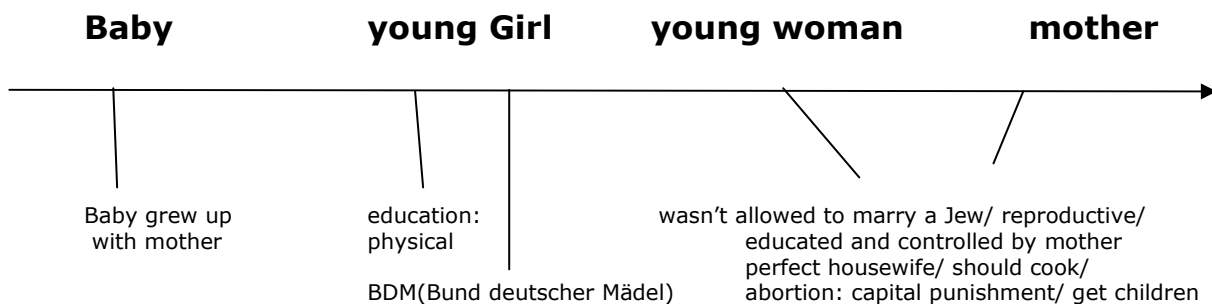 Baby young Girl young woman mother
Baby grew up
with mother
education:
physical
BDM(Bund deutscher Mädel)
wasn't allowed to marry a Jew/ reproductive/
educated and controlled by mother
perfect housewife/ should cook/
abortion: capital punishment/ get children